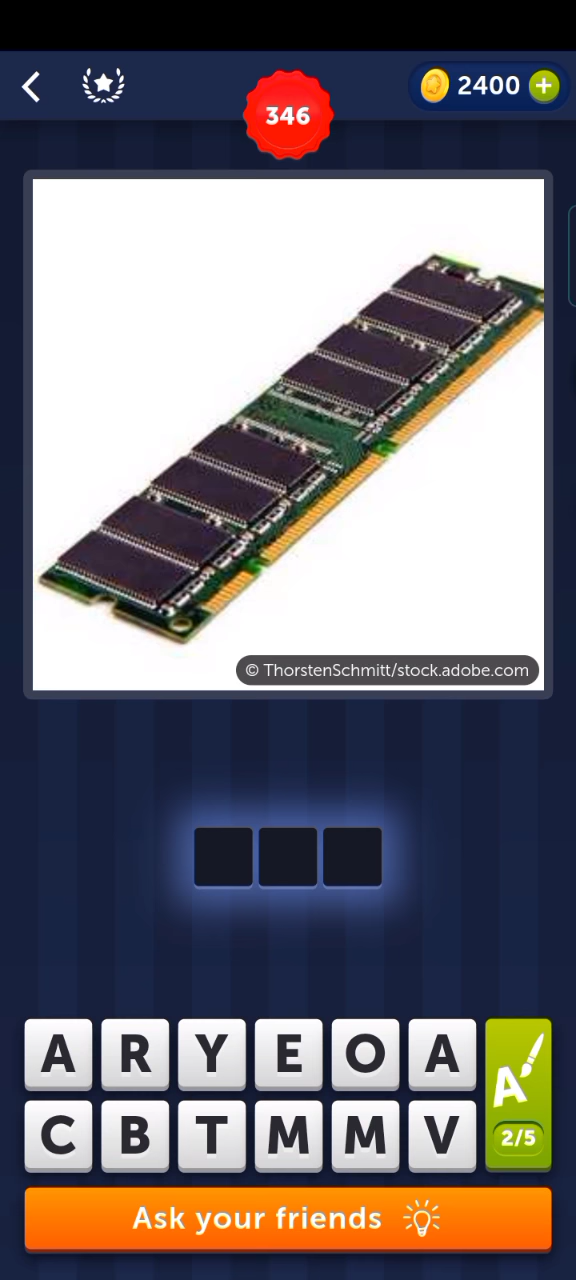 2400 +
346
© ThorstenSchmitt/stock.adobe.com
A R Y E O A
A
C B T M M V
2/5
Ask your friends